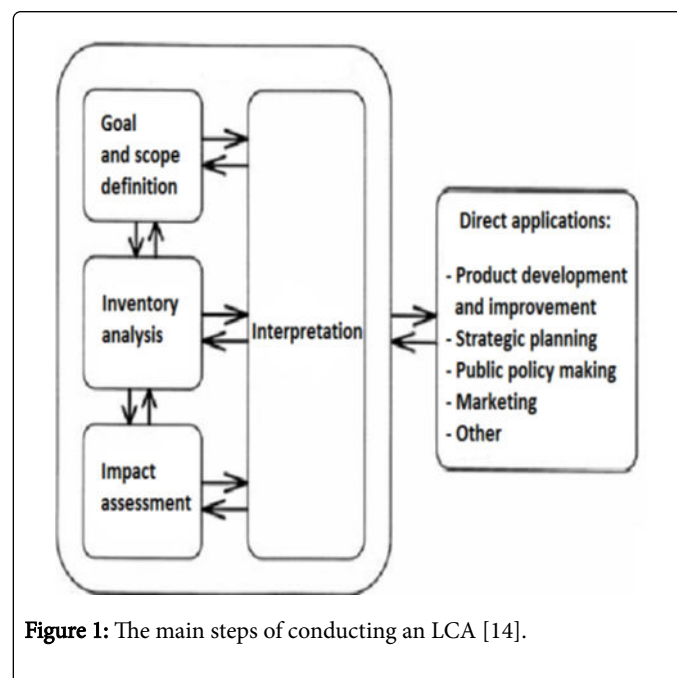 Goal
and scope
definition
Inventory
analysis
Impact
assessment
Interpretation
Direct applications:
- Product development
and improvement
- Strategic planning
- Public policy making
- Marketing
- Other
Figure 1: The main steps of conducting an LCA [14].